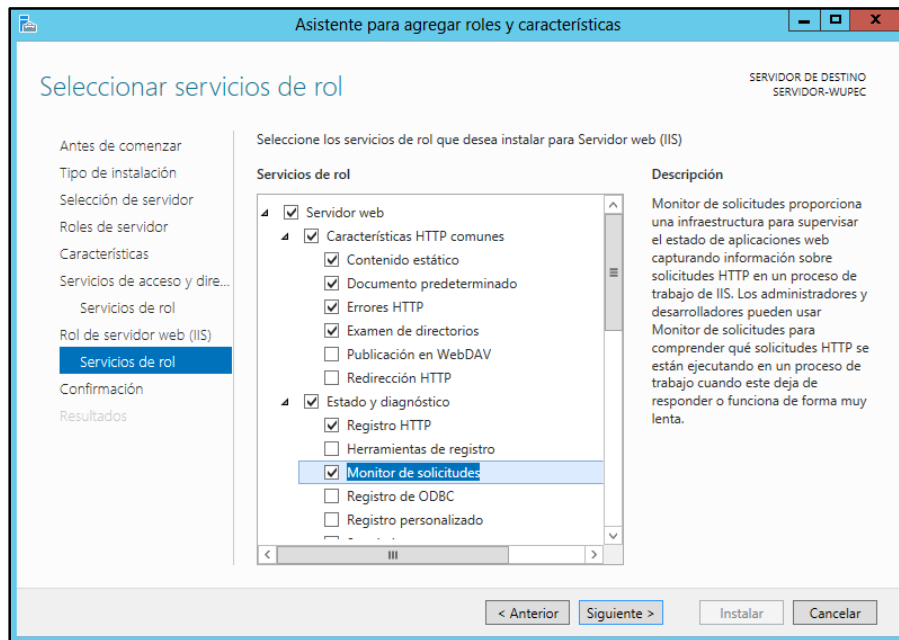 Asistente para agregar roles y características
Seleccionar servicios de rol
SERVIDOR DE DESTINO
SERVIDOR-WUPEC
Antes de comenzar
Tipo de instalación
Selección de servidor
Roles de servidor
Características
Servicios de acceso y dire...
Servicios de rol
Rol de servidor web (IIS)
Servicios de rol
Confirmación
Resultados
Seleccione los servicios de rol que desea instalar para Servidor web (IIS)
Servicios de rol
Servidor web
Características HTTP comunes
Contenido estático
Documento predeterminado
Errores HTTP
Examen de directorios
Publicación en WebDAV
Redirección HTTP
Estado y diagnóstico
Registro HTTP
Herramientas de registro
Monitor de solicitudes
Registro de ODBC
Registro personalizado
Descripción
Monitor de solicitudes proporciona
una infraestructura para supervisar
el estado de aplicaciones web
capturando información sobre
solicitudes HTTP en un proceso de
trabajo de IIS. Los administradores y
desarrolladores pueden usar
Monitor de solicitudes para
comprender qué solicitudes HTTP se
están ejecutando en un proceso de
trabajo cuando este deja de
responder o funciona de forma muy
lenta.
< Anterior
Siguiente >
Instalar
Cancelar